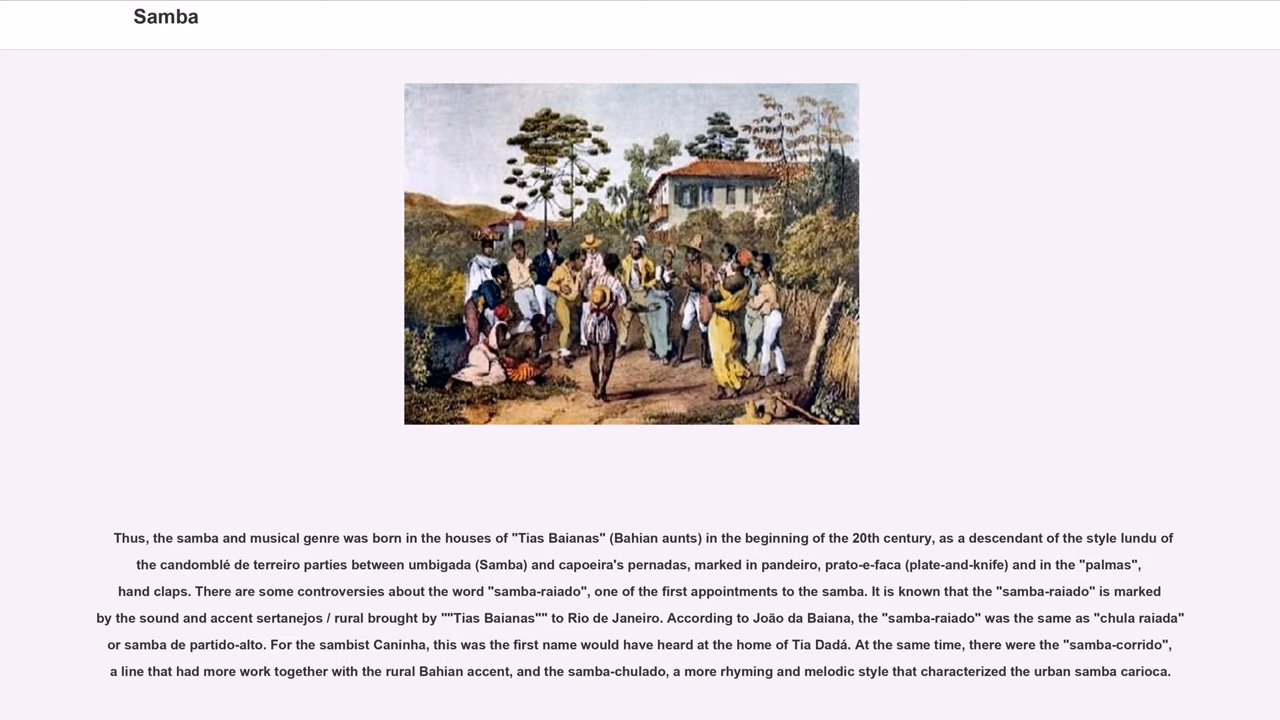 Samba
Thus, the samba and musical genre was born in the houses of "Tias Baianas" (Bahian aunts) in the beginning of the 20th century, as a descendant of the style lundu of
the candomblé de terreiro parties between umbigada (Samba) and capoeira's pernadas, marked in pandeiro, prato-e-faca (plate-and-knife) and in the "palmas",
hand claps. There are some controversies about the word "samba-raiado", one of the first appointments to the samba. It is known that the "samba-raiado" is marked
by the sound and accent sertanejos / rural brought by ""Tias Baianas"" to Rio de Janeiro. According to João da Baiana, the "samba-raiado" was the same as "chula raiada"
or samba de partido-alto. For the sambist Caninha, this was the first name would have heard at the home of Tia Dadá. At the same time, there were the "samba-corrido",
a line that had more work together with the rural Bahian accent, and the samba-chulado, a more rhyming and melodic style that characterized the urban samba carioca.